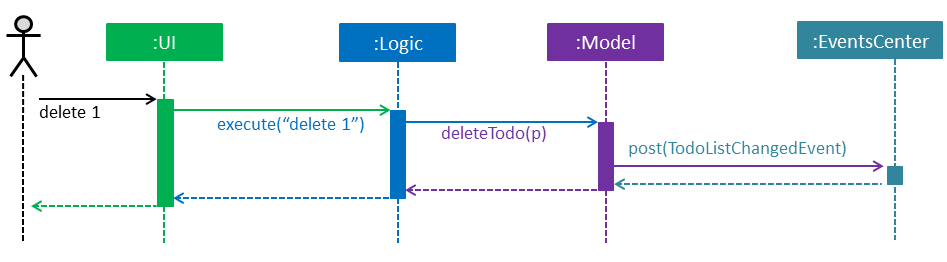 :UI
:Logic
:Model
:EventsCenter
delete 1
execute(“delete 1”)
deleteTodo(p)
post(TodoListChangedEvent)